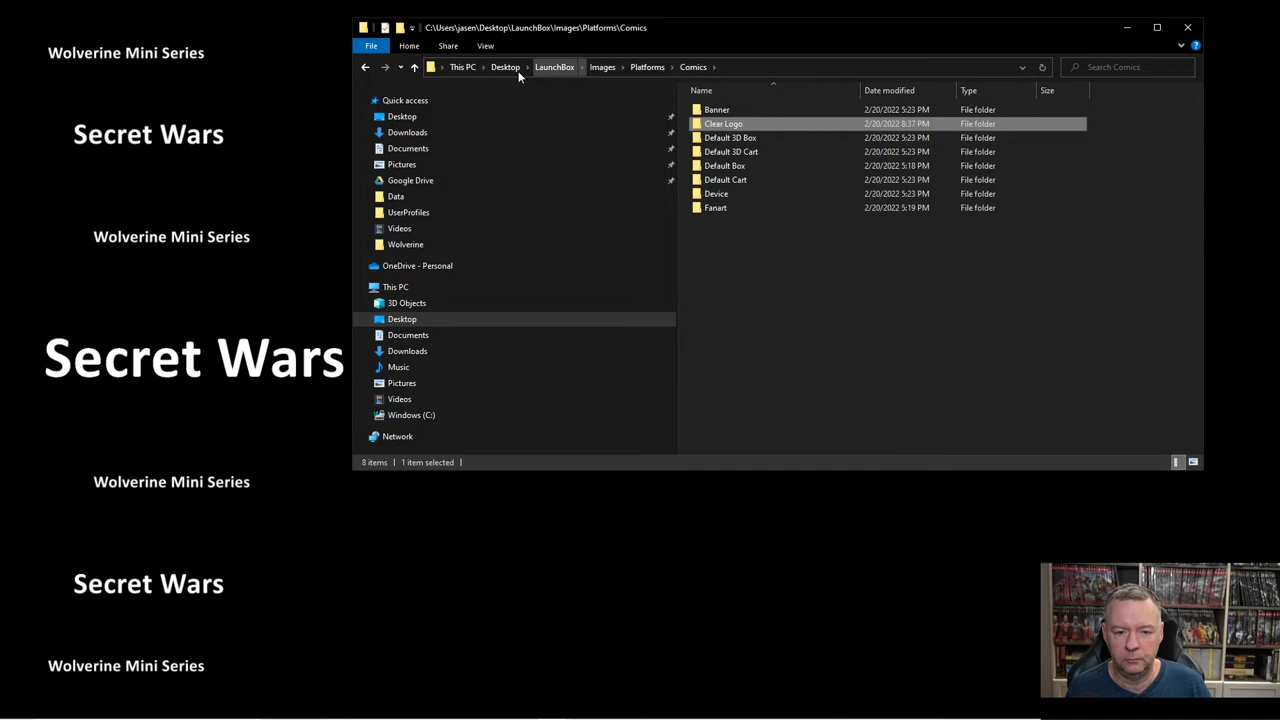 Wolverine Mini Series
Secret Wars
Wolverine Mini Series
Secret Wars
Wolverine Mini Series
Secret Wars
Wolverine Mini Series
C:\Users\jasen\Desktop\LaunchBox\Images\Platforms\Comics
File Home Share View
This PC Desktop LaunchBox Images Platforms Comics
Search Comics
Quick access
Desktop
Downloads
Documents
Pictures
Google Drive
Data
UserProfiles
Videos
Wolverine
OneDrive - Personal
This PC
3D Objects
Desktop
Documents
Downloads
Music
Pictures
Videos
Windows (C:)
Network
Name Date modified Type Size
Banner 2/20/2022 5:23 PM File folder
Clear Logo 2/20/2022 8:37 PM File folder
Default 3D Box 2/20/2022 5:23 PM File folder
Default 3D Cart 2/20/2022 5:23 PM File folder
Default Box 2/20/2022 5:18 PM File folder
Default Cart 2/20/2022 5:23 PM File folder
Device 2/20/2022 5:23 PM File folder
Fanart 2/20/2022 5:19 PM File folder
8 items 1 item selected